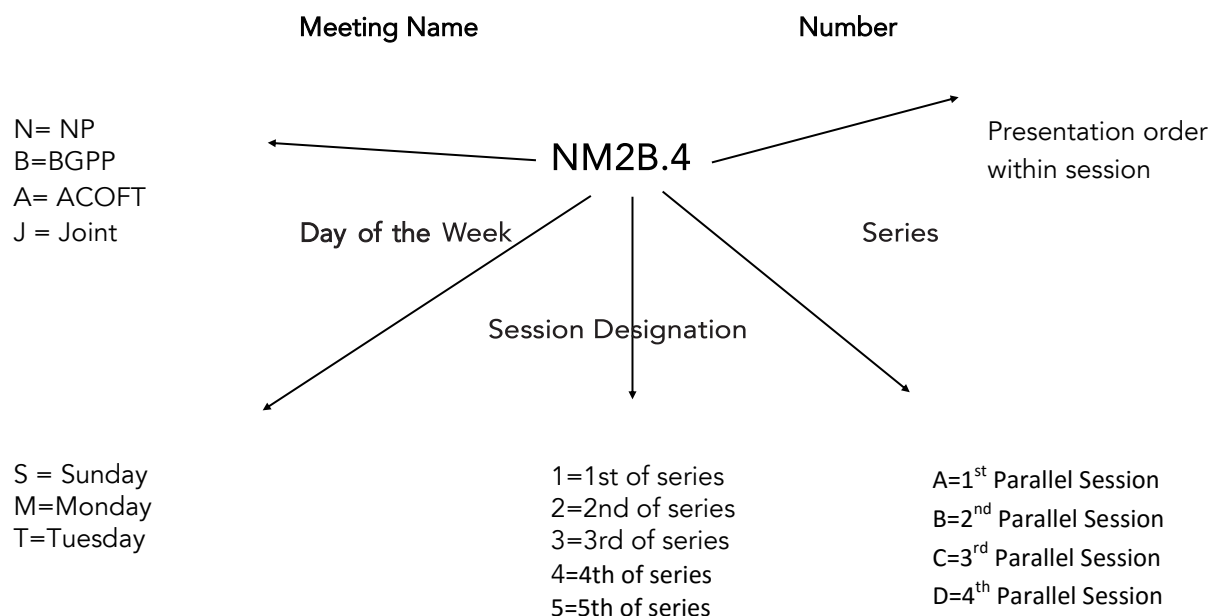 Meeting Name
Number
N= NP
B=BGPP
A= ACOFT
J = Joint
NM2B.4
Presentation order
within session
Day of the Week
Series
Session Designation
S = Sunday
M=Monday
T=Tuesday
1=1st of series
2=2nd of series
3=3rd of series
4=4th of series
5=5th of series
A=1st Parallel Session
B=2nd Parallel Session
C=3rd Parallel Session
D=4th Parallel Session